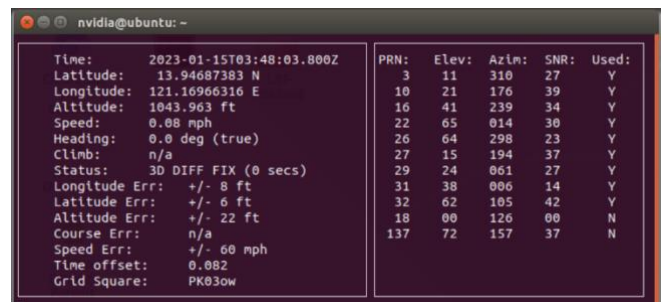 nvidia@ubuntu: ~
Time: 2023-01-15T03:48:03.800Z
Latitude: 13.94687383 N
Longitude: 121.16966316 E
Altitude: 1043.963 ft
Speed: 0.08 mph
Heading: 0.0 deg (true)
Climb: n/a
Status: 3D DIFF FIX (0 secs)
Longitude Err: +/- 8 ft
Latitude Err: +/- 6 ft
Altitude Err: +/- 22 ft
Course Err: n/a
Speed Err: +/- 60 mph
Time offset: 0.082
Grid Square: PK03ow
PRN: Elev: Azim: SNR: Used:
3 11 310 27 Y
10 21 176 39 Y
16 41 239 34 Y
22 65 014 30 Y
26 64 298 23 Y
27 15 194 37 Y
29 24 061 27 Y
31 38 006 14 Y
32 62 105 42 Y
18 00 126 00 N
137 72 157 37 N